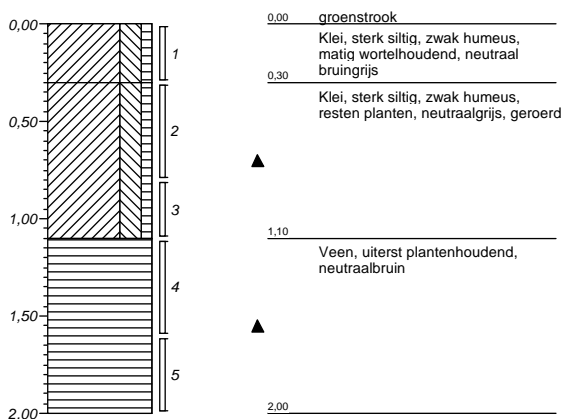 0,00
0,50
1,00
1,50
2,00
1
2
3
4
5
0,00
groenstrook
Klei, sterk siltig, zwak humeus,
matig wortelhoudend, neutraal
bruingrijs
0,30
Klei, sterk siltig, zwak humeus,
resten planten, neutraalgrijs, geroerd
1,10
Veen, uiterst plantenhoudend,
neutraalbruin
2,00